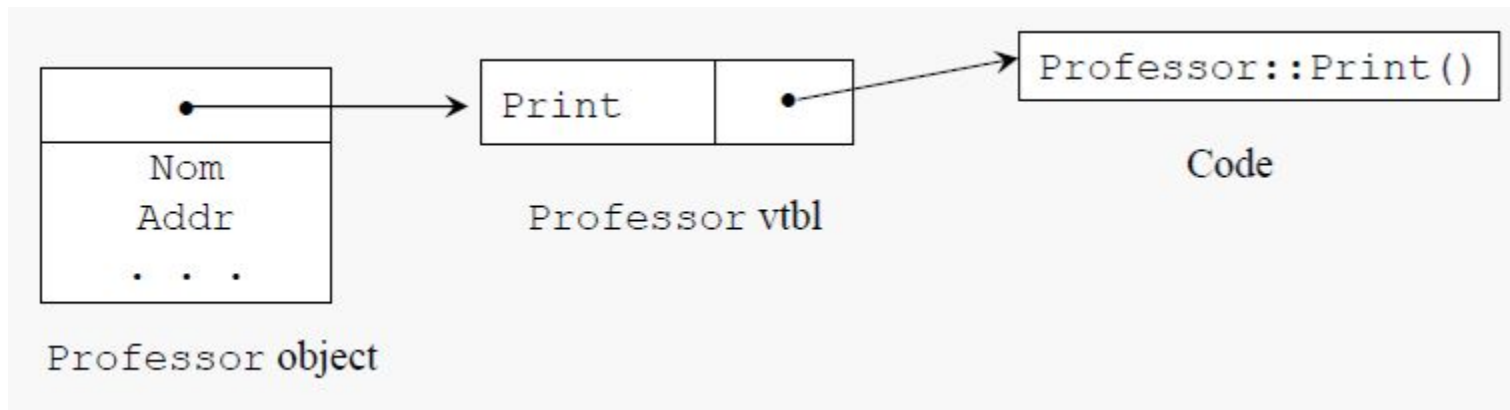 Nom
Addr
. . .
Professor object
Print
Professor vtbl
Professor::Print()
Code